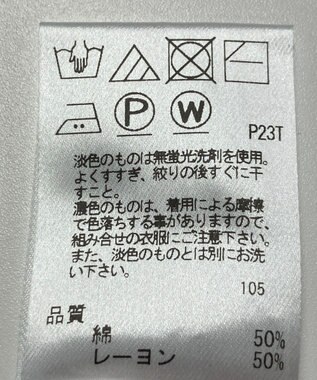 P W P23T
淡色のものは無蛍光洗剤を使用。
よくすすぎ、絞りの後すぐに干
すこと。
濃色のものは、着用による摩擦
で色落ちする事がありますので、
組み合せの衣服にご注意下さい。
また、淡色のものとは別にお洗
い下さい。
105
品質
綿 50%
レーヨン 50%